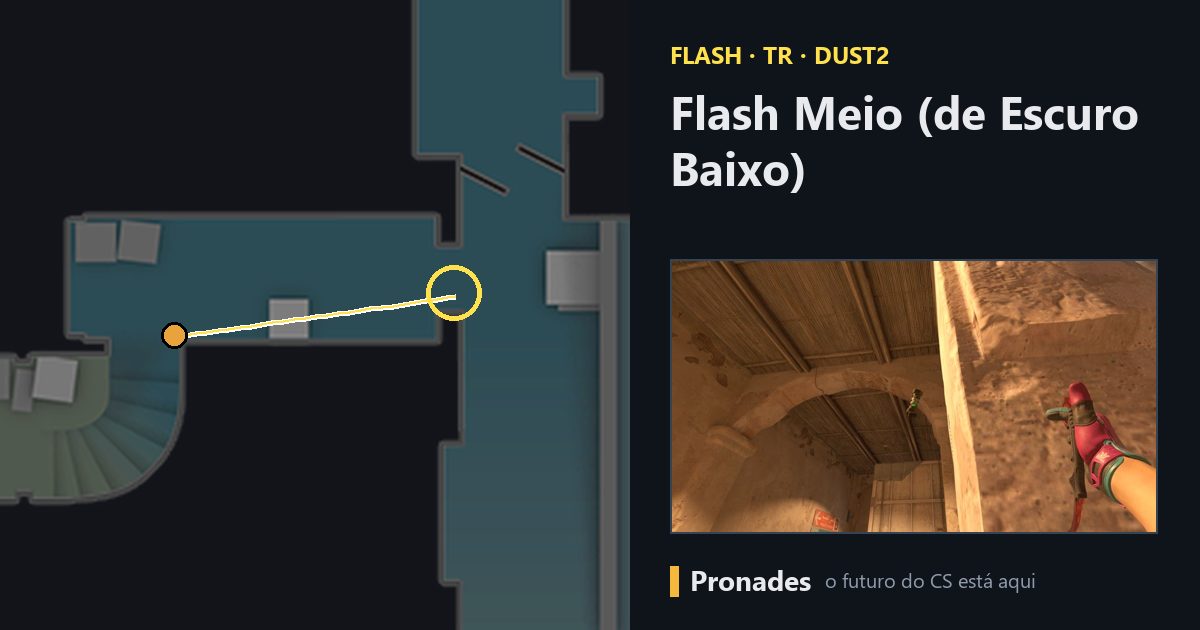 FLASH · TR · DUST2
Flash Meio (de Escuro
Baixo)
Pronades o futuro do CS está aqui